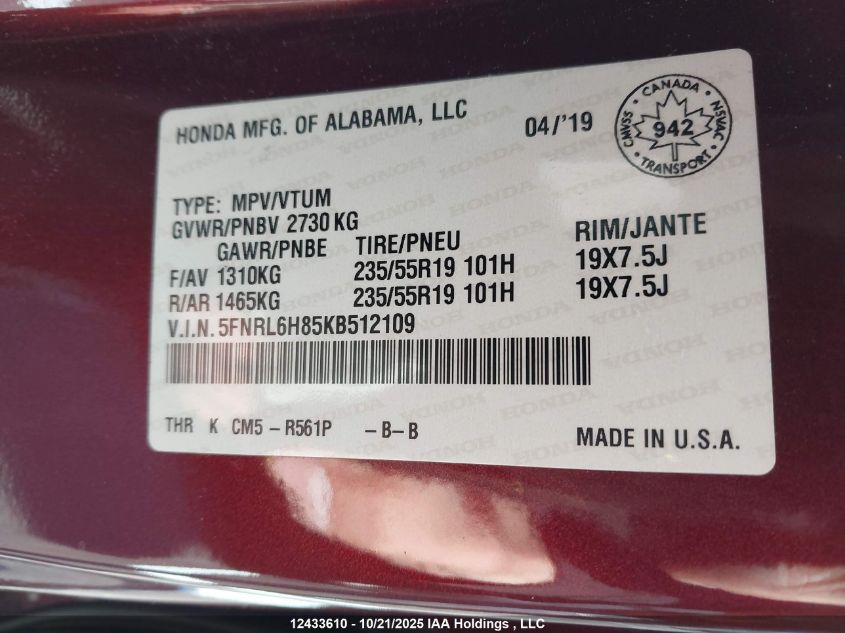 HONDA MFG. OF ALABAMA, LLC
04/'19
CANADA
CMVSS
942
NSVAC
TRANSPORT
TYPE: MPV/VTUM
GVWR/PNBV 2730 KG
GAWR/PNBE TIRE/PNEU RIM/JANTE
F/AV 1310KG 235/55R19 101H 19X7.5J
R/AR 1465KG 235/55R19 101H 19X7.5J
V.I.N. 5FNRL6H85KB512109
THR K CM5 - R561P - B - B
MADE IN U.S.A.
12433610 - 10/21/2025 IAA Holdings , LLC